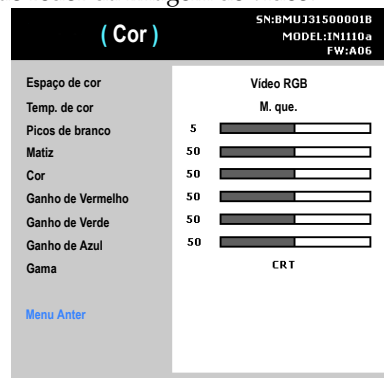 ( Cor )
SN:BMUJ31500001B
MODEL:IN1110a
FW:A06
Espaço de cor Vídeo RGB
Temp. de cor M. que.
Picos de branco 5
Matiz 50
Cor 50
Ganho de Vermelho 50
Ganho de Verde 50
Ganho de Azul 50
Gama CRT
Menu Anter